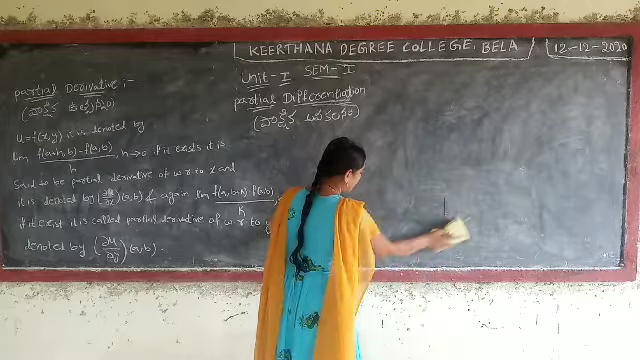 KEERTHANA DEGREE COLLEGE, BELA
12-12-2020
Unit-I SEM-I
partial Differentiation
partial Derivative :-
u=f(x,y) it is denoted by
lim f(a+h, b) - f(a, b) / h , h→0 if exists it is
Said to be partial derivative of w.r.to x and
it is denoted by (∂u/∂x)(a,b) & again lim f(a, b+k) - f(a,b) / k
if it exist it is called partial derivative of w.r.to y
denoted by (∂u/∂y)(a,b).